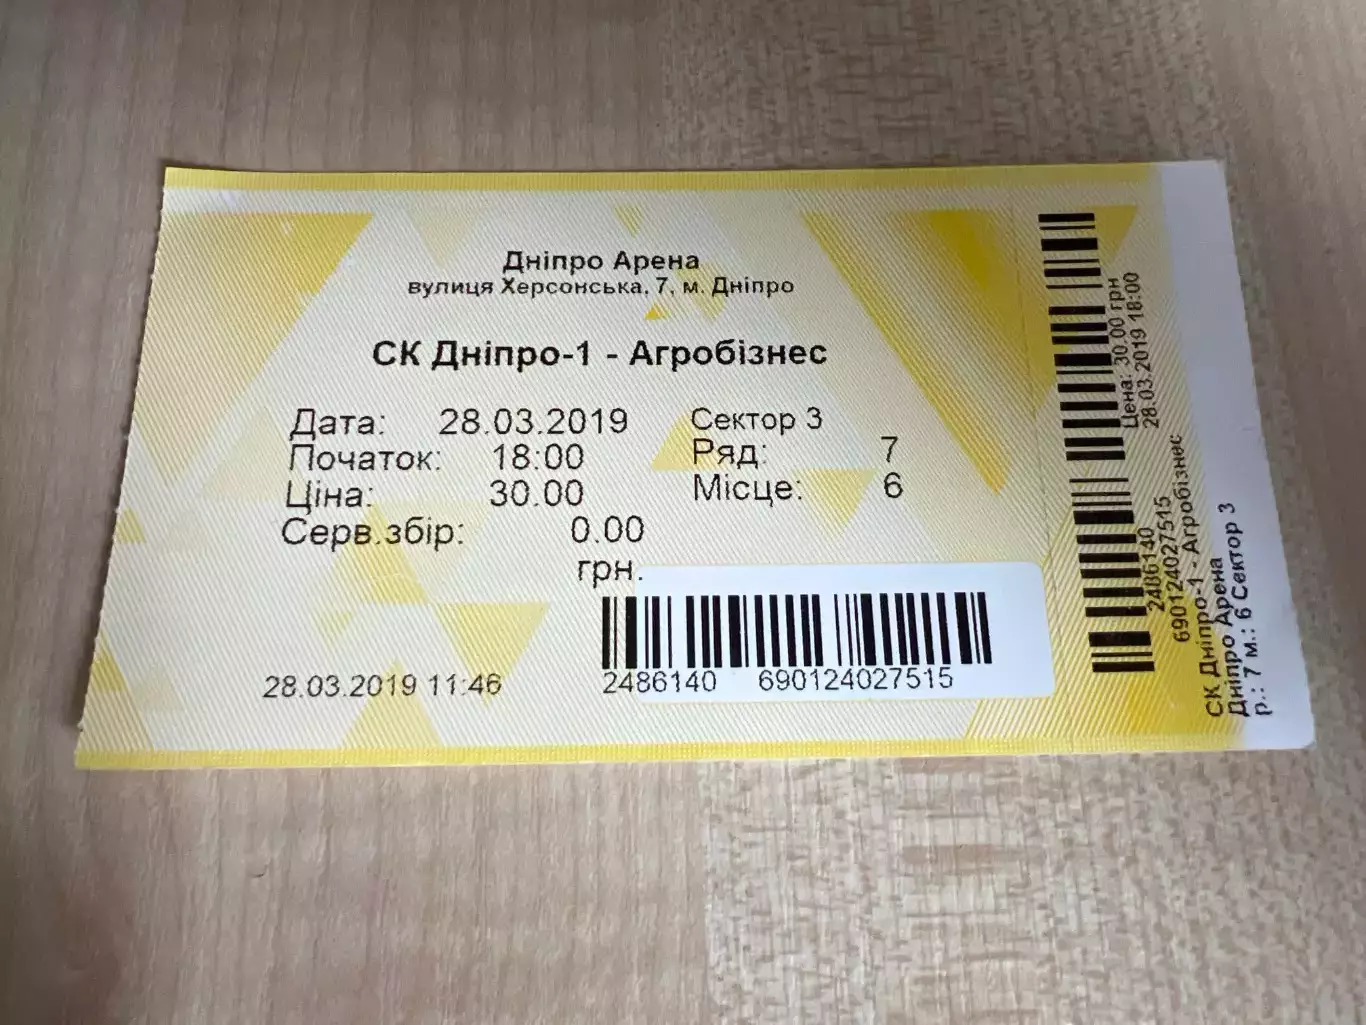 Дніпро Арена
вулиця Херсонська, 7, м. Дніпро
СК Дніпро-1 - Агробізнес
Дата: 28.03.2019 Сектор 3
Початок: 18:00 Ряд: 7
Ціна: 30.00 Місце: 6
Серв.збір: 0.00
грн.
28.03.2019 11:46
2486140 690124027515
Цена: 30.00 грн
28.03.2019 18:00
2486140
690124027515
СК Дніпро-1 - Агробізнес
Дніпро Арена
р.: 7 м.: 6 Сектор 3